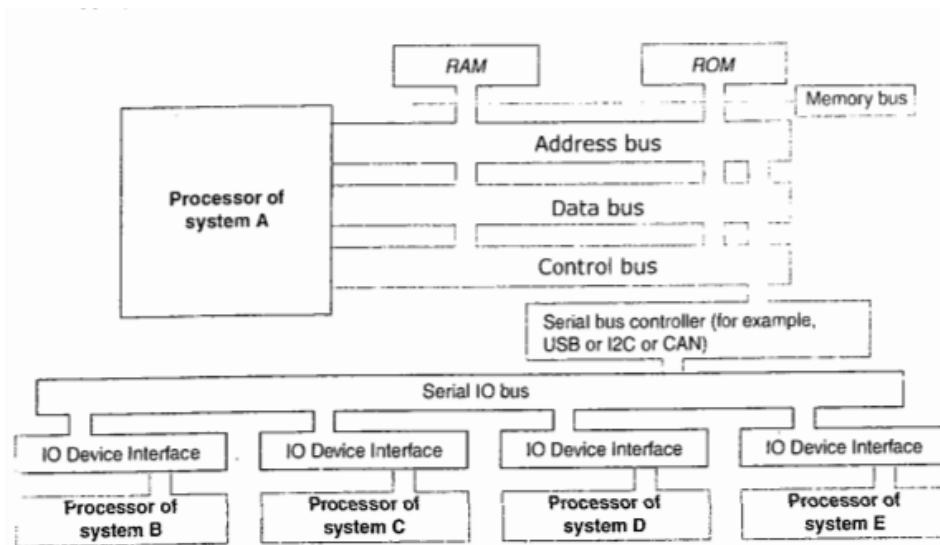 RAM
ROM
Memory bus
Address bus
Processor of
system A
Data bus
Control bus
Serial bus controller (for example,
USB or I2C or CAN)
Serial IO bus
IO Device Interface
IO Device Interface
IO Device Interface
IO Device Interface
Processor of
system B
Processor of
system C
Processor of
system D
Processor of
system E